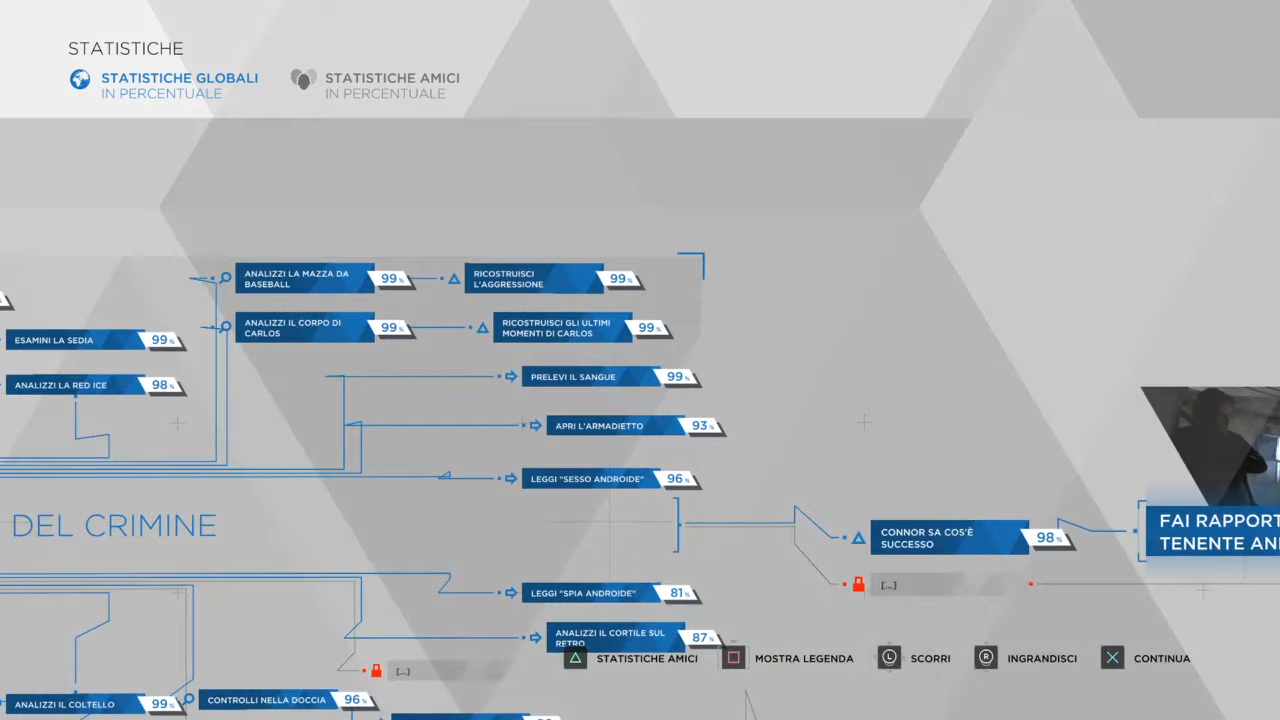 STATISTICHE
STATISTICHE GLOBALI
IN PERCENTUALE
STATISTICHE AMICI
IN PERCENTUALE
ANALIZZI LA MAZZA DA
BASEBALL
99%
RICOSTRUISCI
L'AGGRESSIONE
99%
ESAMINI LA SEDIA
99%
ANALIZZI IL CORPO DI
CARLOS
99%
RICOSTRUISCI GLI ULTIMI
MOMENTI DI CARLOS
99%
ANALIZZI LA RED ICE
98%
PRELEVI IL SANGUE
99%
APRI L'ARMADIETTO
93%
LEGGI "SESSO ANDROIDE"
96%
DEL CRIMINE
CONNOR SA COS'È
SUCCESSO
98%
FAI RAPPORT
TENENTE AN
[...]
LEGGI "SPIA ANDROIDE"
81%
ANALIZZI IL CORTILE SUL
RETRO
87%
[...]
STATISTICHE AMICI
MOSTRA LEGENDA
L
SCORRI
R
INGRANDISCI
CONTINUA
ANALIZZI IL COLTELLO
99%
CONTROLLI NELLA DOCCIA
96%